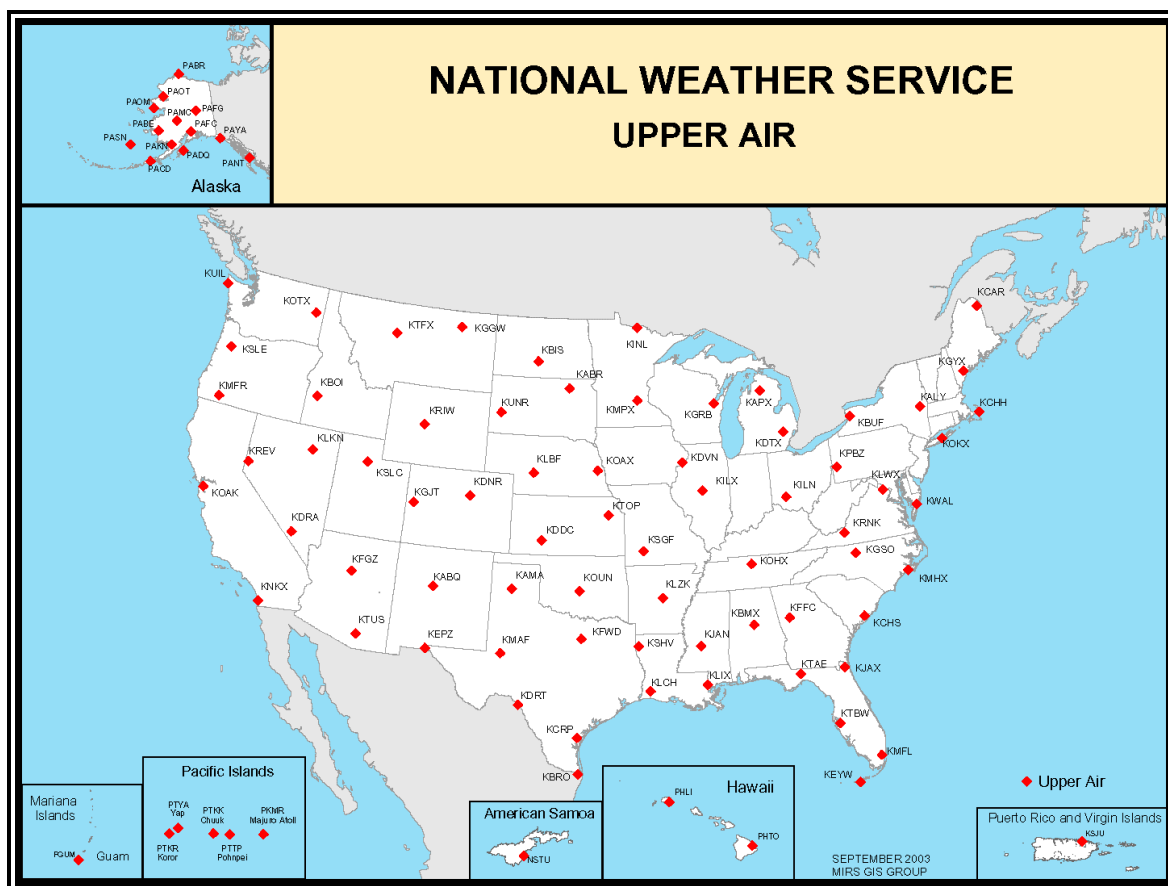 NATIONAL WEATHER SERVICE
UPPER AIR
PABR
PAOT
PAOM
PAMC
PAFG
PABE
PAFC
PASN
PAKN
PAYA
PADQ
PANT
PACD
Alaska
KUIL
KOTX
KTFX
KGGW
KINL
KCAR
KSLE
KBIS
KGYX
KMFR
KBOI
KRIW
KUNR
KABR
KMPX
KGRB
KAPX
KALY
KCHH
KBUF
KDTX
KOKX
KREV
KLKN
KSLC
KLBF
KOAX
KDVN
KPBZ
KOAK
KGJT
KDNR
KILX
KILN
KLWX
KWAL
KTOP
KDRA
KDDC
KSGF
KRNK
KGSO
KFGZ
KABQ
KAMA
KOUN
KOHX
KMHX
KNKX
KLZK
KTUS
KEPZ
KMAF
KFWD
KSHV
KJAN
KBMX
KFFC
KCHS
KDRT
KLCH
KLIX
KTAE
KJAX
KCRP
KTBW
KBRO
KMFL
KEYW
Upper Air
Mariana
Islands
PGUM
Guam
Pacific Islands
PTYA
Yap
PTKK
Chuuk
PKMR
Majuro Atoll
PTKR
Koror
PTTP
Pohnpei
American Samoa
NSTU
Hawaii
PHLI
PHTO
SEPTEMBER 2003
MIRS GIS GROUP
Puerto Rico and Virgin Islands
KSJU